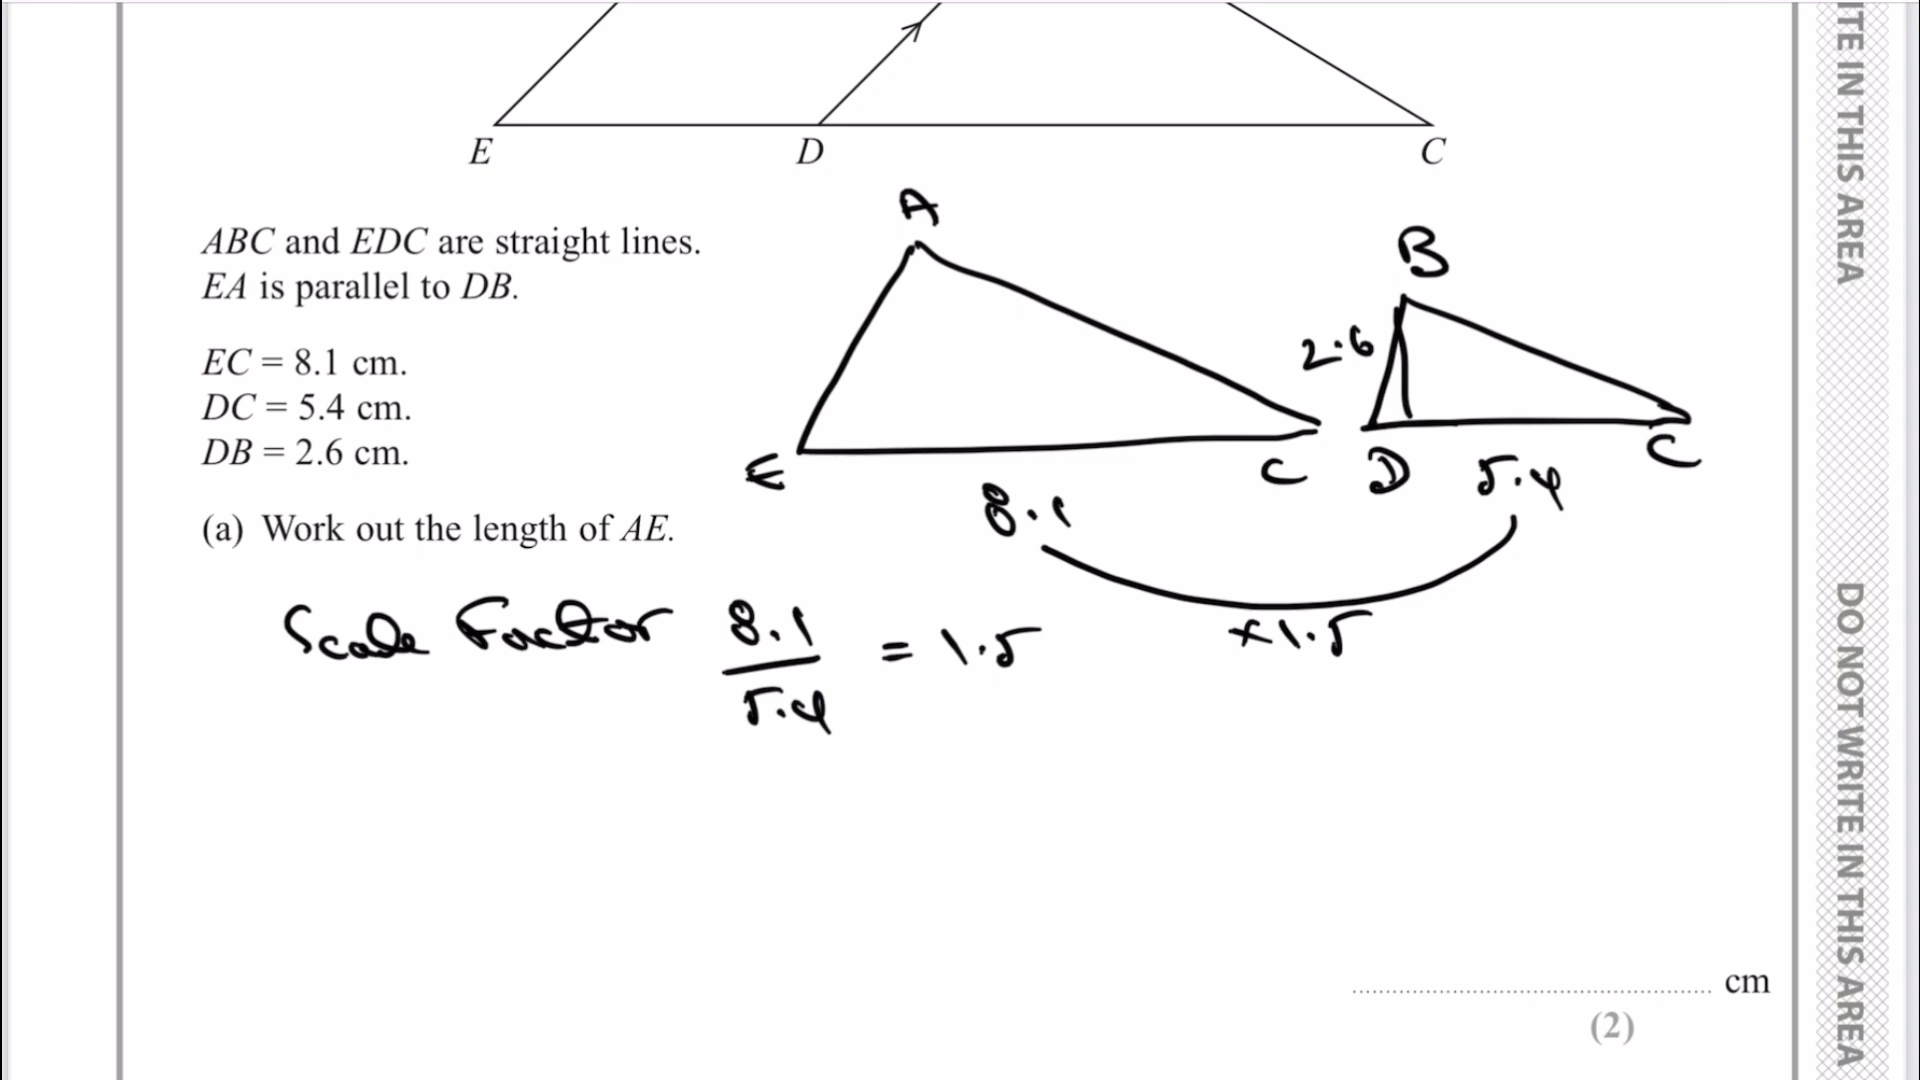 E D C
ABC and EDC are straight lines.
EA is parallel to DB.
EC = 8.1 cm.
DC = 5.4 cm.
DB = 2.6 cm.
(a) Work out the length of AE.
A
E
C
8.1
B
2.6
D
C
5.4
×1.5
Scale Factor 8.1
5.4
= 1.5
cm
(2)
ITE IN THIS AREA
DO NOT WRITE IN THIS AREA